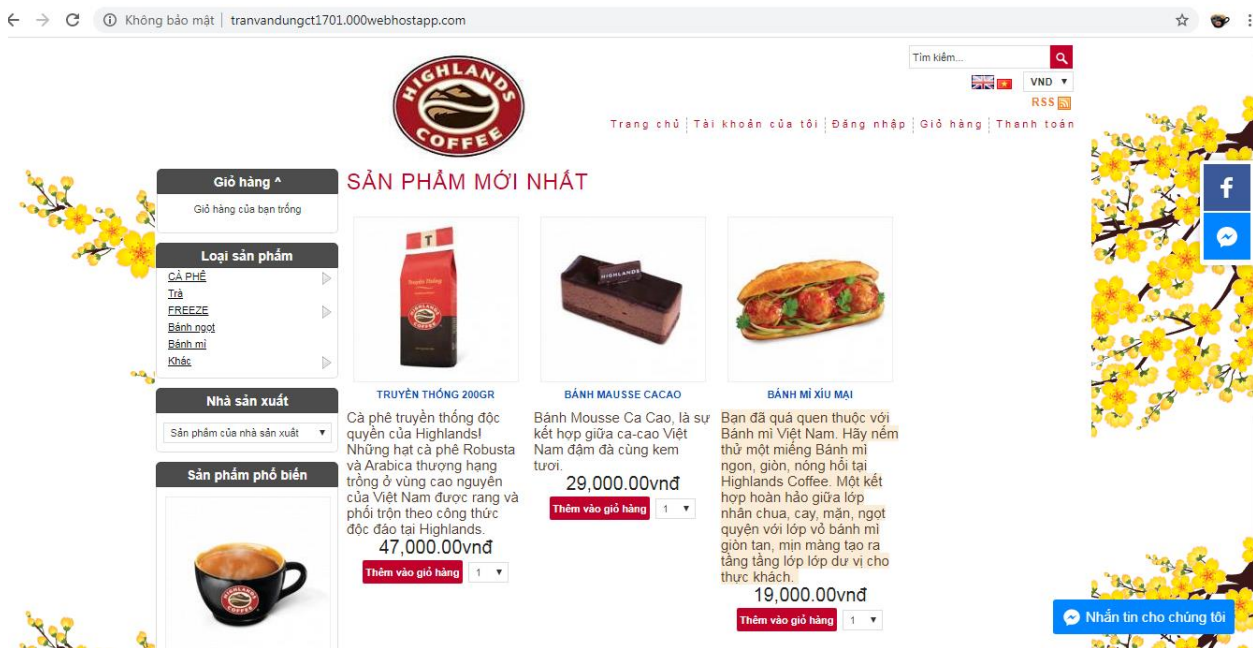 Không bảo mật | tranvandungct1701.000webhostapp.com
HIGHLANDS
COFFEE
Tìm kiếm...
VND
RSS
Trang chủ | Tài khoản của tôi | Đăng nhập | Giỏ hàng | Thanh toán
Giỏ hàng ^
Giỏ hàng của bạn trống
Loại sản phẩm
CÀ PHÊ
Trà
FREEZE
Bánh ngọt
Bánh mì
Khác
Nhà sản xuất
Sản phẩm của nhà sản xuất
Sản phẩm phổ biến
SẢN PHẨM MỚI NHẤT
T
Truyền Thống
HIGHLANDS
COFFEE
TRUYỀN THỐNG 200GR
Cà phê truyền thống độc
quyền của Highlands!
Những hạt cà phê Robusta
và Arabica thượng hạng
trồng ở vùng cao nguyên
của Việt Nam được rang và
phối trộn theo công thức
độc đáo tại Highlands.
47,000.00vnđ
Thêm vào giỏ hàng 1
HIGHLANDS
BÁNH MAUSSE CACAO
Bánh Mousse Ca Cao, là sự
kết hợp giữa ca-cao Việt
Nam đậm đà cùng kem
tươi.
29,000.00vnđ
Thêm vào giỏ hàng 1
BÁNH MÌ XÍU MẠI
Bạn đã quá quen thuộc với
Bánh mì Việt Nam. Hãy nếm
thử một miếng Bánh mì
ngon, giòn, nóng hổi tại
Highlands Coffee. Một kết
hợp hoàn hảo giữa lớp
nhân chua, cay, mặn, ngọt
quyện với lớp vỏ bánh mì
giòn tan, mịn màng tạo ra
tầng tầng lớp lớp dư vị cho
thực khách.
19,000.00vnđ
Thêm vào giỏ hàng 1
Nhắn tin cho chúng tôi